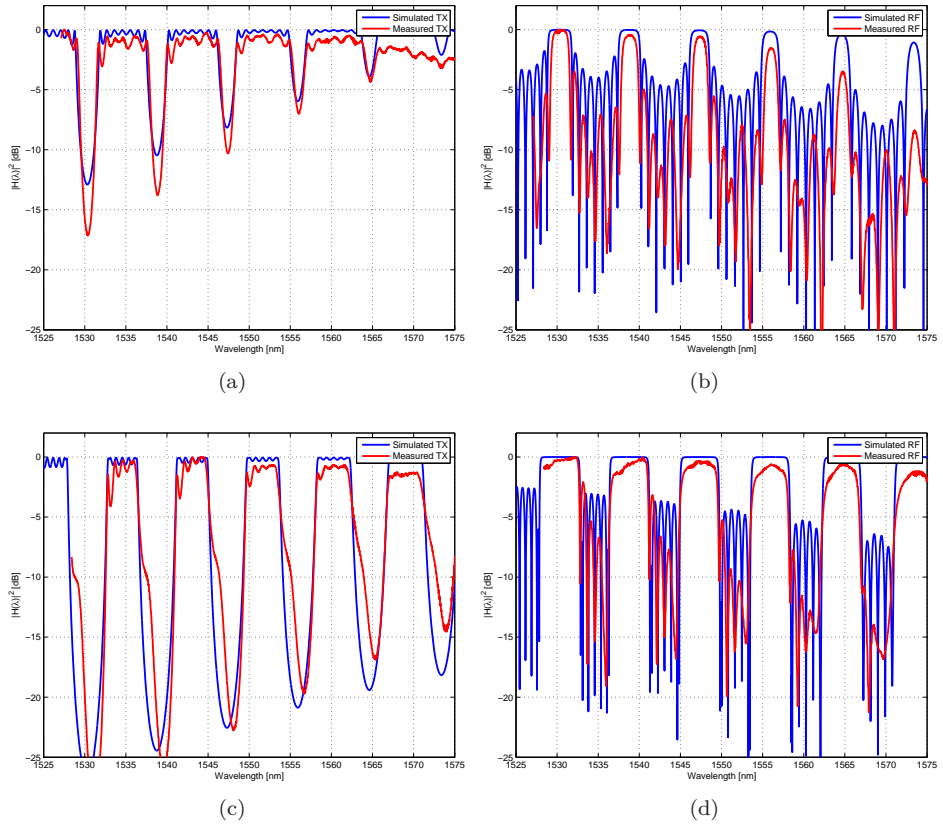 Simulated TX
Measured TX
0
−5
−10
−15
−20
−25
|H(λ)|² [dB]
1525 1530 1535 1540 1545 1550 1555 1560 1565 1570 1575
Wavelength [nm]
(a)
Simulated RF
Measured RF
0
−5
−10
−15
−20
−25
|H(λ)|² [dB]
1525 1530 1535 1540 1545 1550 1555 1560 1565 1570 1575
Wavelength [nm]
(b)
Simulated TX
Measured TX
0
−5
−10
−15
−20
−25
|H(λ)|² [dB]
1525 1530 1535 1540 1545 1550 1555 1560 1565 1570 1575
Wavelength [nm]
(c)
Simulated RF
Measured RF
0
−5
−10
−15
−20
−25
|H(λ)|² [dB]
1525 1530 1535 1540 1545 1550 1555 1560 1565 1570 1575
Wavelength [nm]
(d)